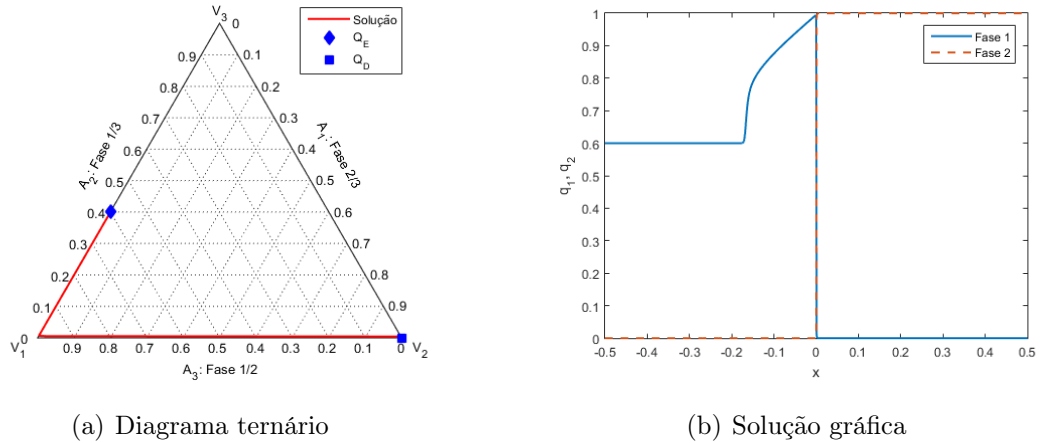 V3 0
Solução
Q_E
Q_D
0.9 0.1
0.8 0.2
0.3
A1: Fase 2/3
A2: Fase 1/3
0.6 0.4
0.5 0.5
0.4 0.6
0.3 0.7
0.2 0.8
0.1 0.9
0
V1 0.9 0.8 0.7 0.6 0.5 0.4 0.3 0.2 0.1 0 V2
A3: Fase 1/2
(a) Diagrama ternário
Fase 1
Fase 2
1
0.9
0.8
0.7
0.6
0.5
0.4
0.3
0.2
0.1
0
q1, q2
-0.5 -0.4 -0.3 -0.2 -0.1 0 0.1 0.2 0.3 0.4 0.5
x
(b) Solução gráfica